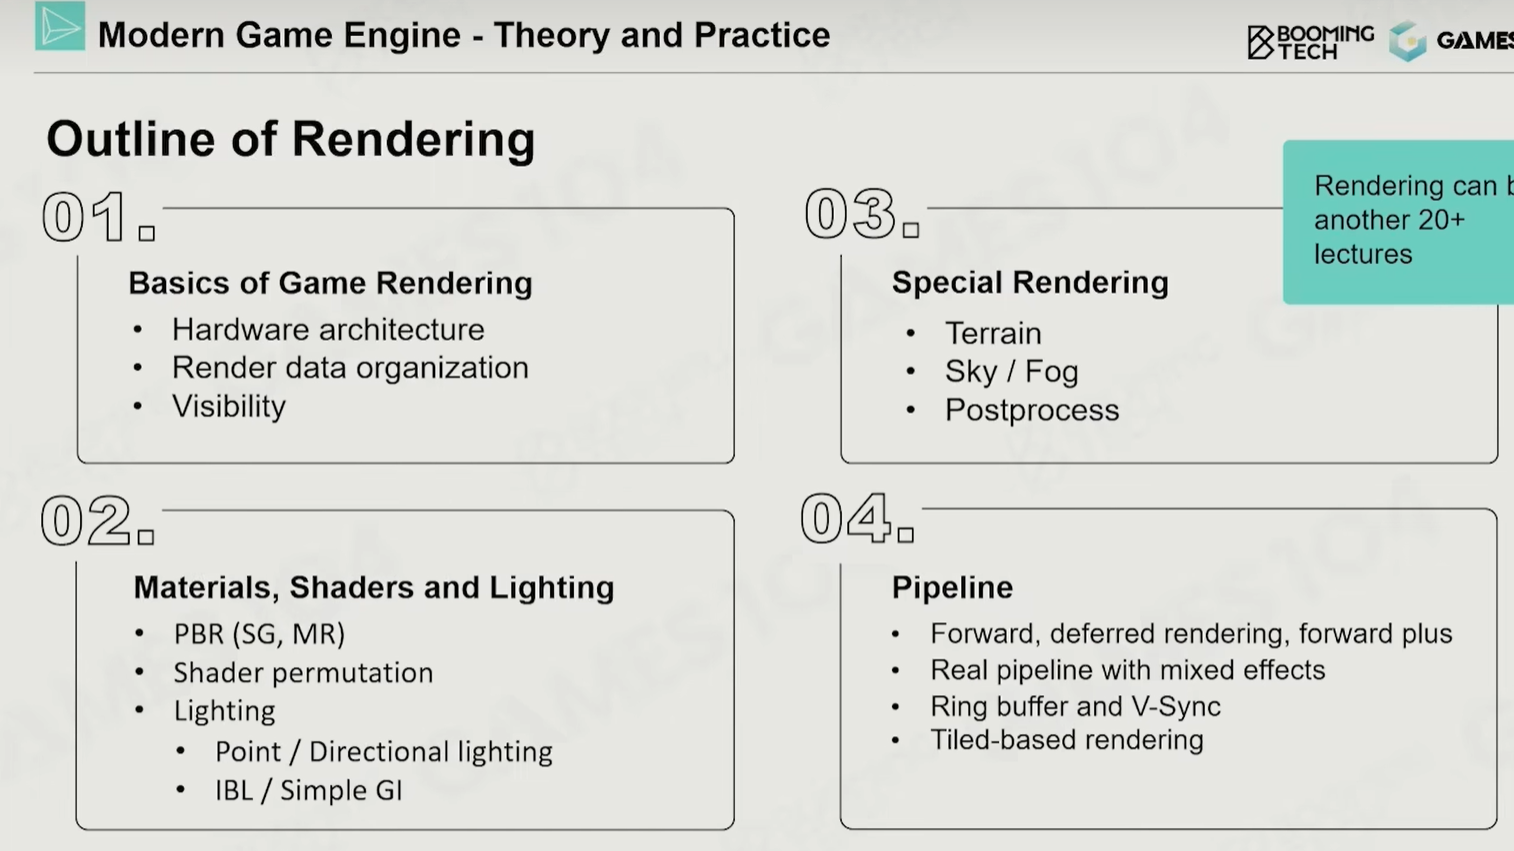 Modern Game Engine - Theory and Practice
BOOMING
TECH
GAMES
Outline of Rendering
01.
Basics of Game Rendering
• Hardware architecture
• Render data organization
• Visibility
02.
Materials, Shaders and Lighting
• PBR (SG, MR)
• Shader permutation
• Lighting
• Point / Directional lighting
• IBL / Simple GI
03.
Special Rendering
• Terrain
• Sky / Fog
• Postprocess
Rendering can
another 20+
lectures
04.
Pipeline
• Forward, deferred rendering, forward plus
• Real pipeline with mixed effects
• Ring buffer and V-Sync
• Tiled-based rendering